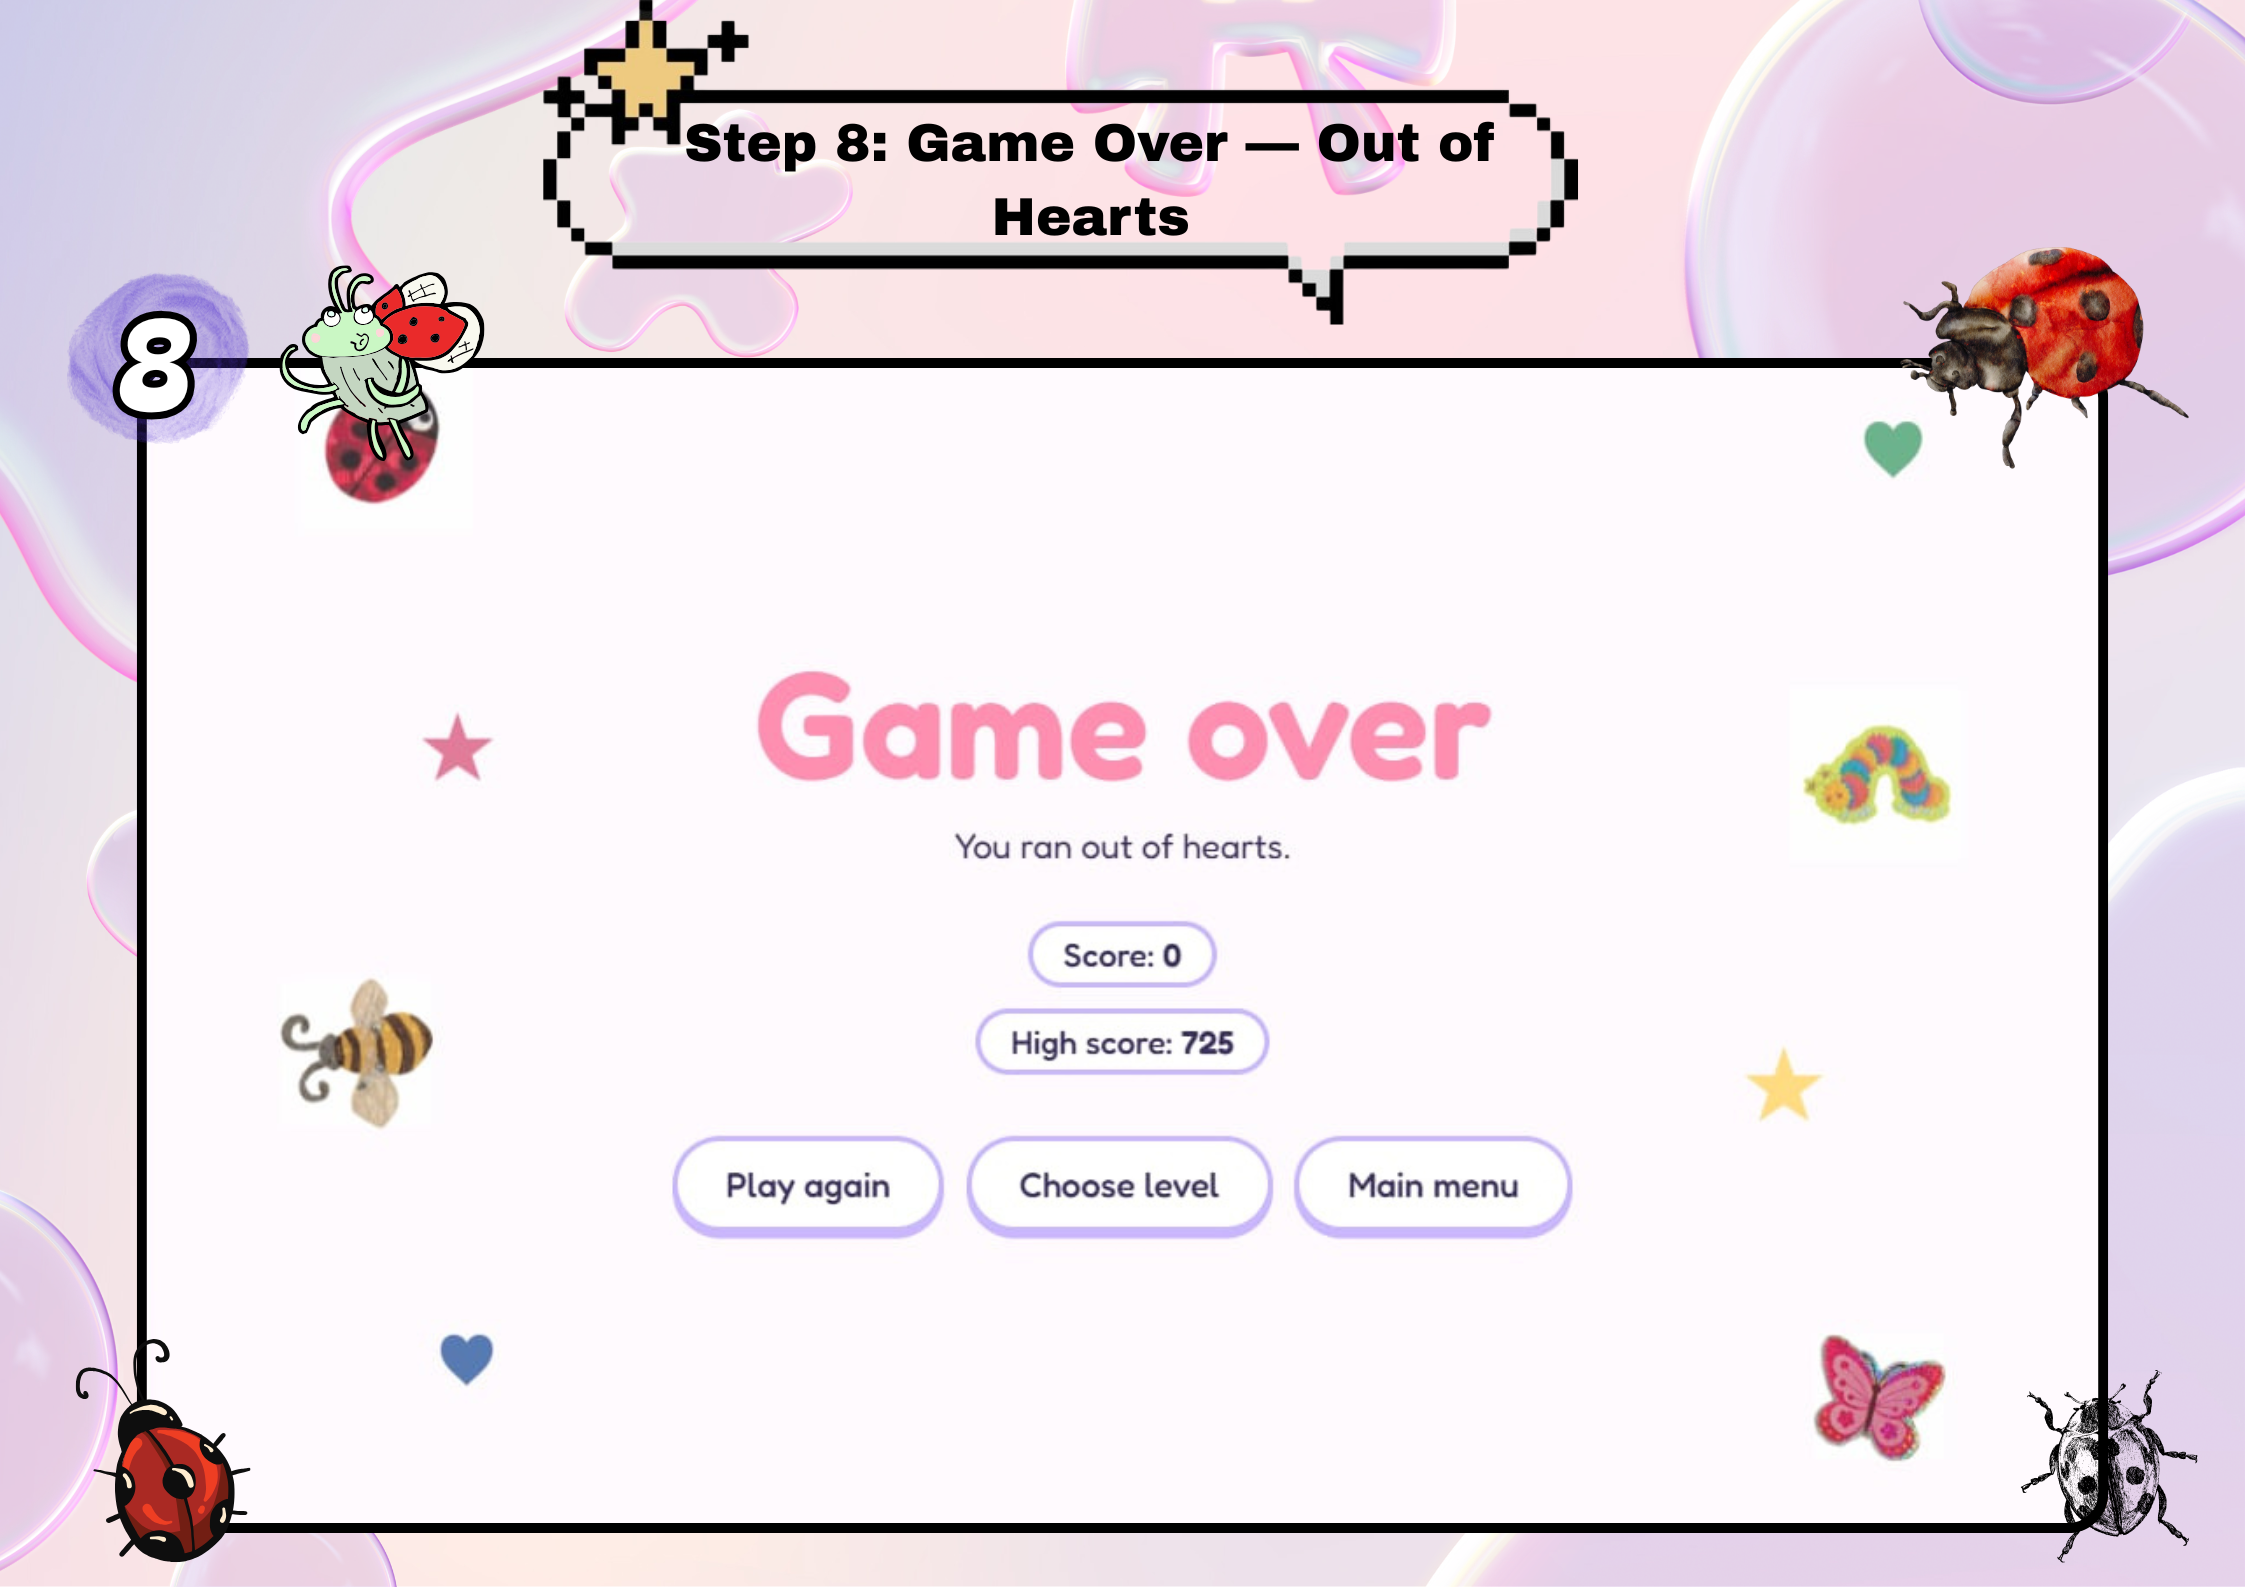 Step 8: Game Over — Out of
Hearts
8
Game over
You ran out of hearts.
Score: 0
High score: 725
Play again
Choose level
Main menu